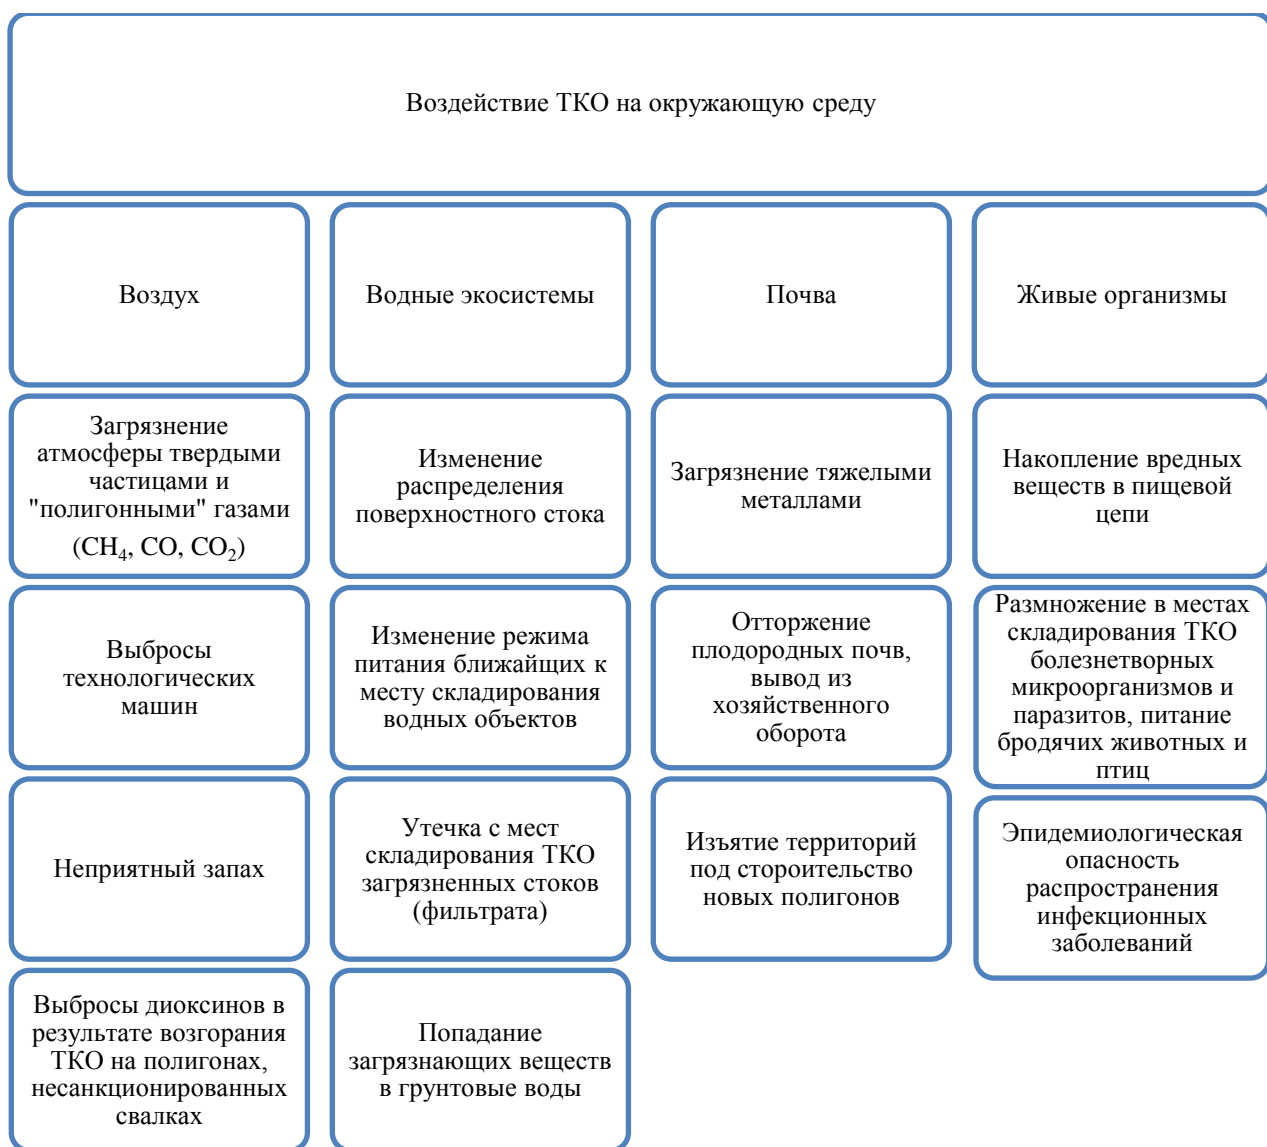 Воздействие ТКО на окружающую среду
Воздух
Водные экосистемы
Почва
Живые организмы
Загрязнение
атмосферы твердыми
частицами и
"полигонными" газами
(CH₄, CO, CO₂)
Изменение
распределения
поверхностного стока
Загрязнение тяжелыми
металлами
Накопление вредных
веществ в пищевой
цепи
Выбросы
технологических
машин
Изменение режима
питания ближайщих к
месту складирования
водных объектов
Отторжение
плодородных почв,
вывод из
хозяйственного
оборота
Размножение в местах
складирования ТКО
болезнетворных
микроорганизмов и
паразитов, питание
бродячих животных и
птиц
Неприятный запах
Утечка с мест
складирования ТКО
загрязненных стоков
(фильтрата)
Изъятие территорий
под стороительство
новых полигонов
Эпидемиологическая
опасность
распространения
инфекционных
заболеваний
Выбросы диоксинов в
результате возгорания
ТКО на полигонах,
несанкционированных
свалках
Попадание
загрязнающих веществ
в грунтовые воды